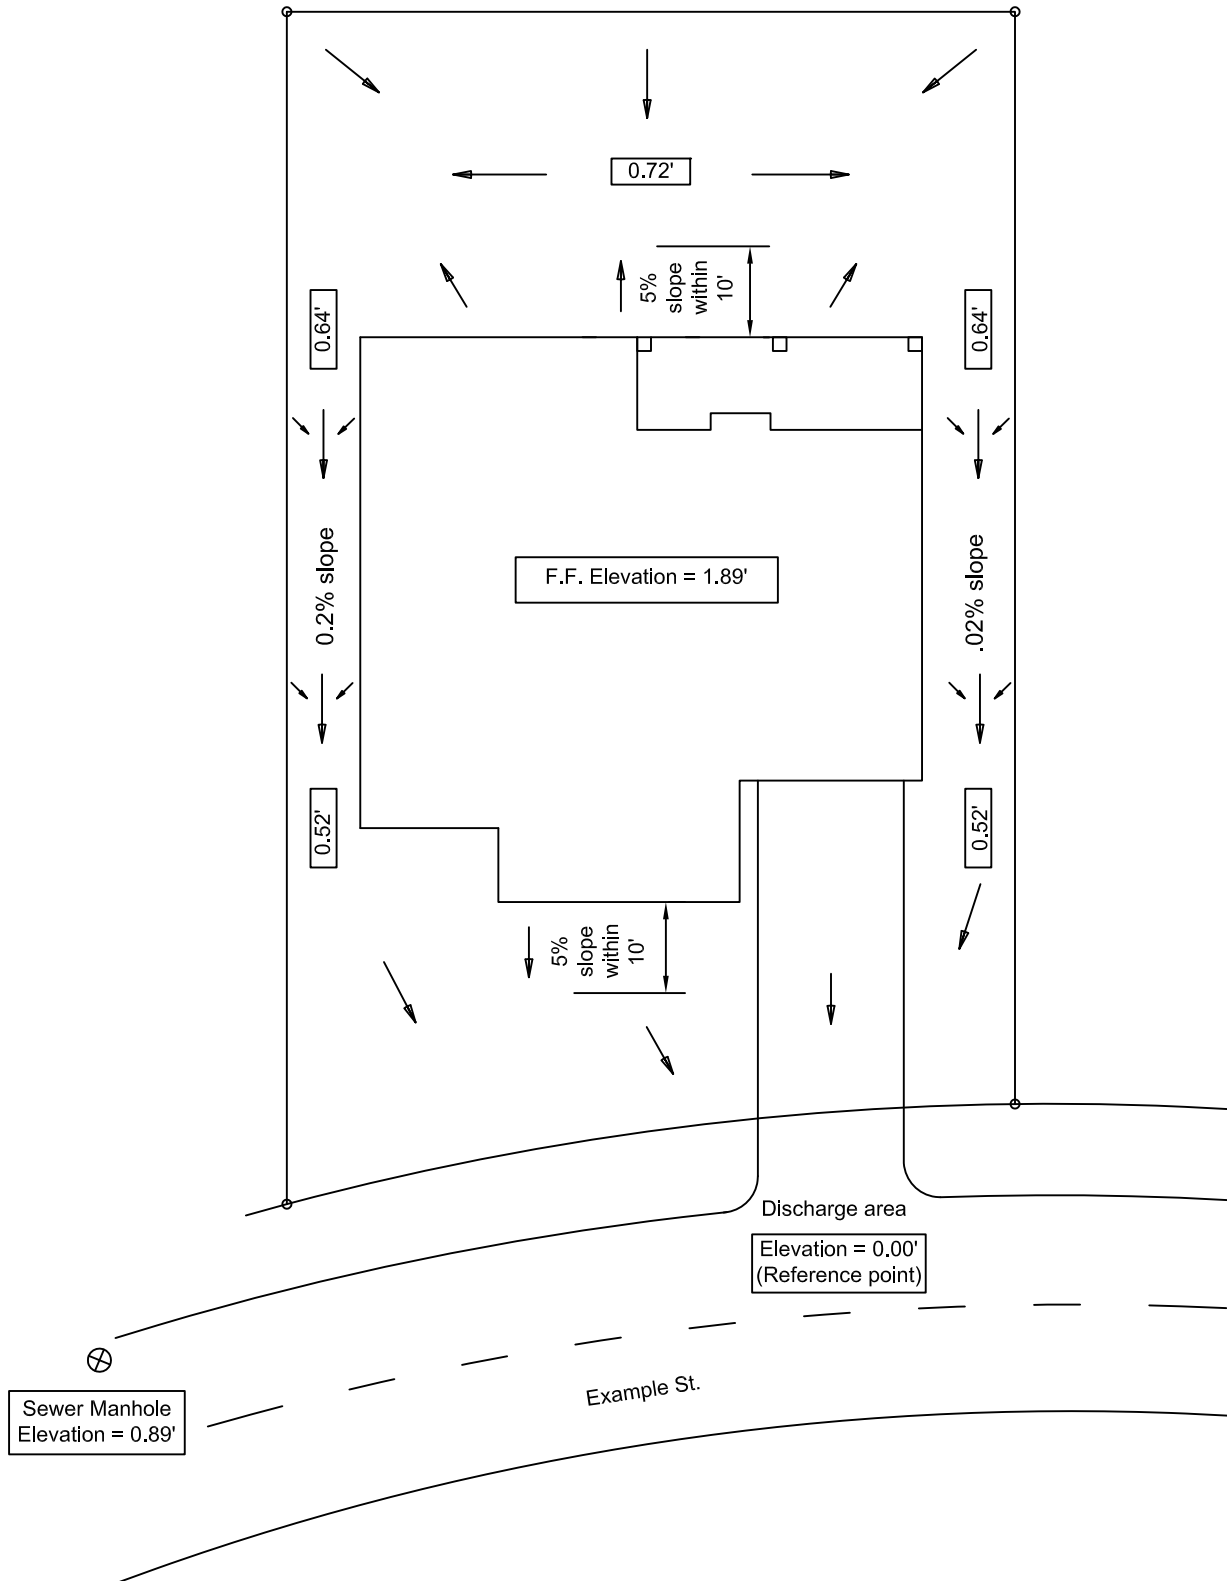 0.72'
5%
slope
within
10'
0.64'
0.64'
F.F. Elevation = 1.89'
0.2% slope
.02% slope
0.52'
0.52'
5%
slope
within
10'
Discharge area
Elevation = 0.00'
(Reference point)
Example St.
Sewer Manhole
Elevation = 0.89'